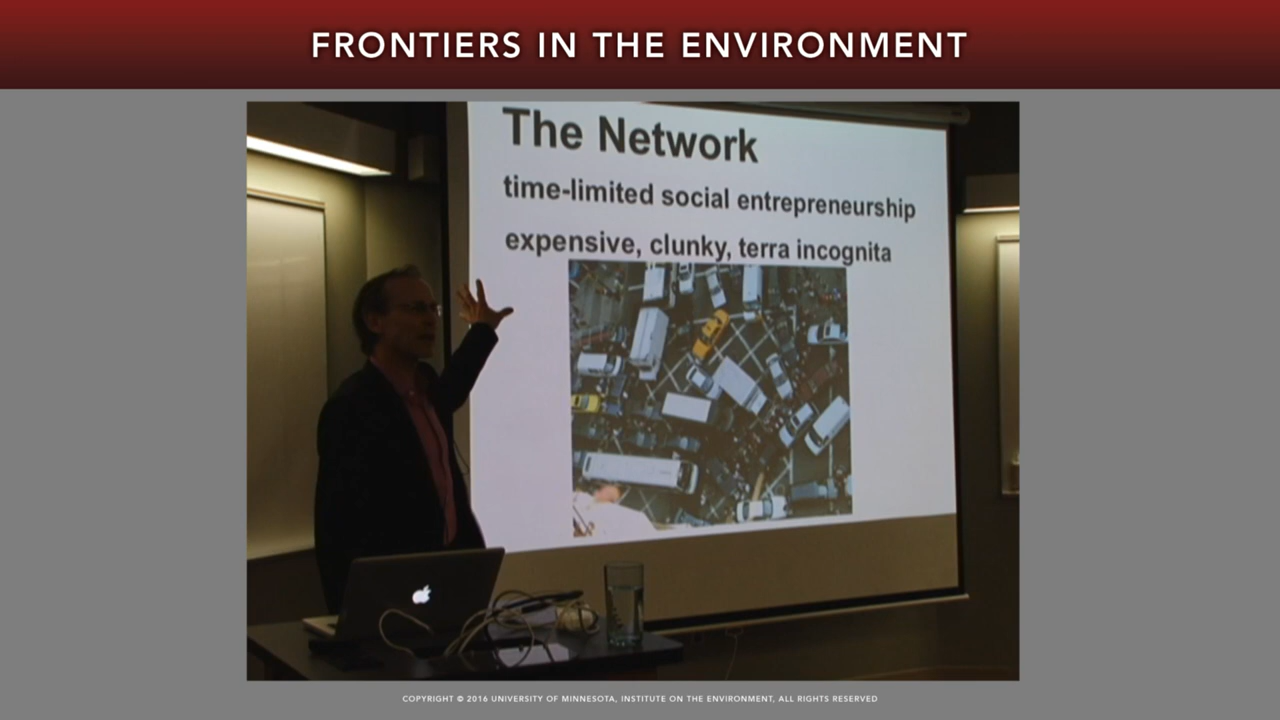 FRONTIERS IN THE ENVIRONMENT
The Network
time-limited social entrepreneurship
expensive, clunky, terra incognita
COPYRIGHT © 2016 UNIVERSITY OF MINNESOTA, INSTITUTE ON THE ENVIRONMENT, ALL RIGHTS RESERVED